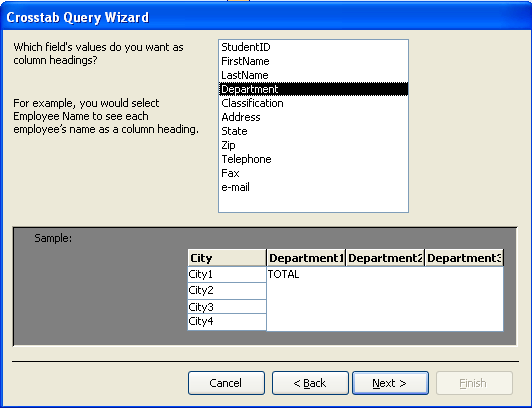 Crosstab Query Wizard
Which field's values do you want as
column headings?
For example, you would select
Employee Name to see each
employee's name as a column heading.
StudentID
FirstName
LastName
Department
Classification
Address
State
Zip
Telephone
Fax
e-mail
Sample:
City Department1 Department2 Department3
City1 TOTAL
City2
City3
City4
Cancel < Back Next > Finish